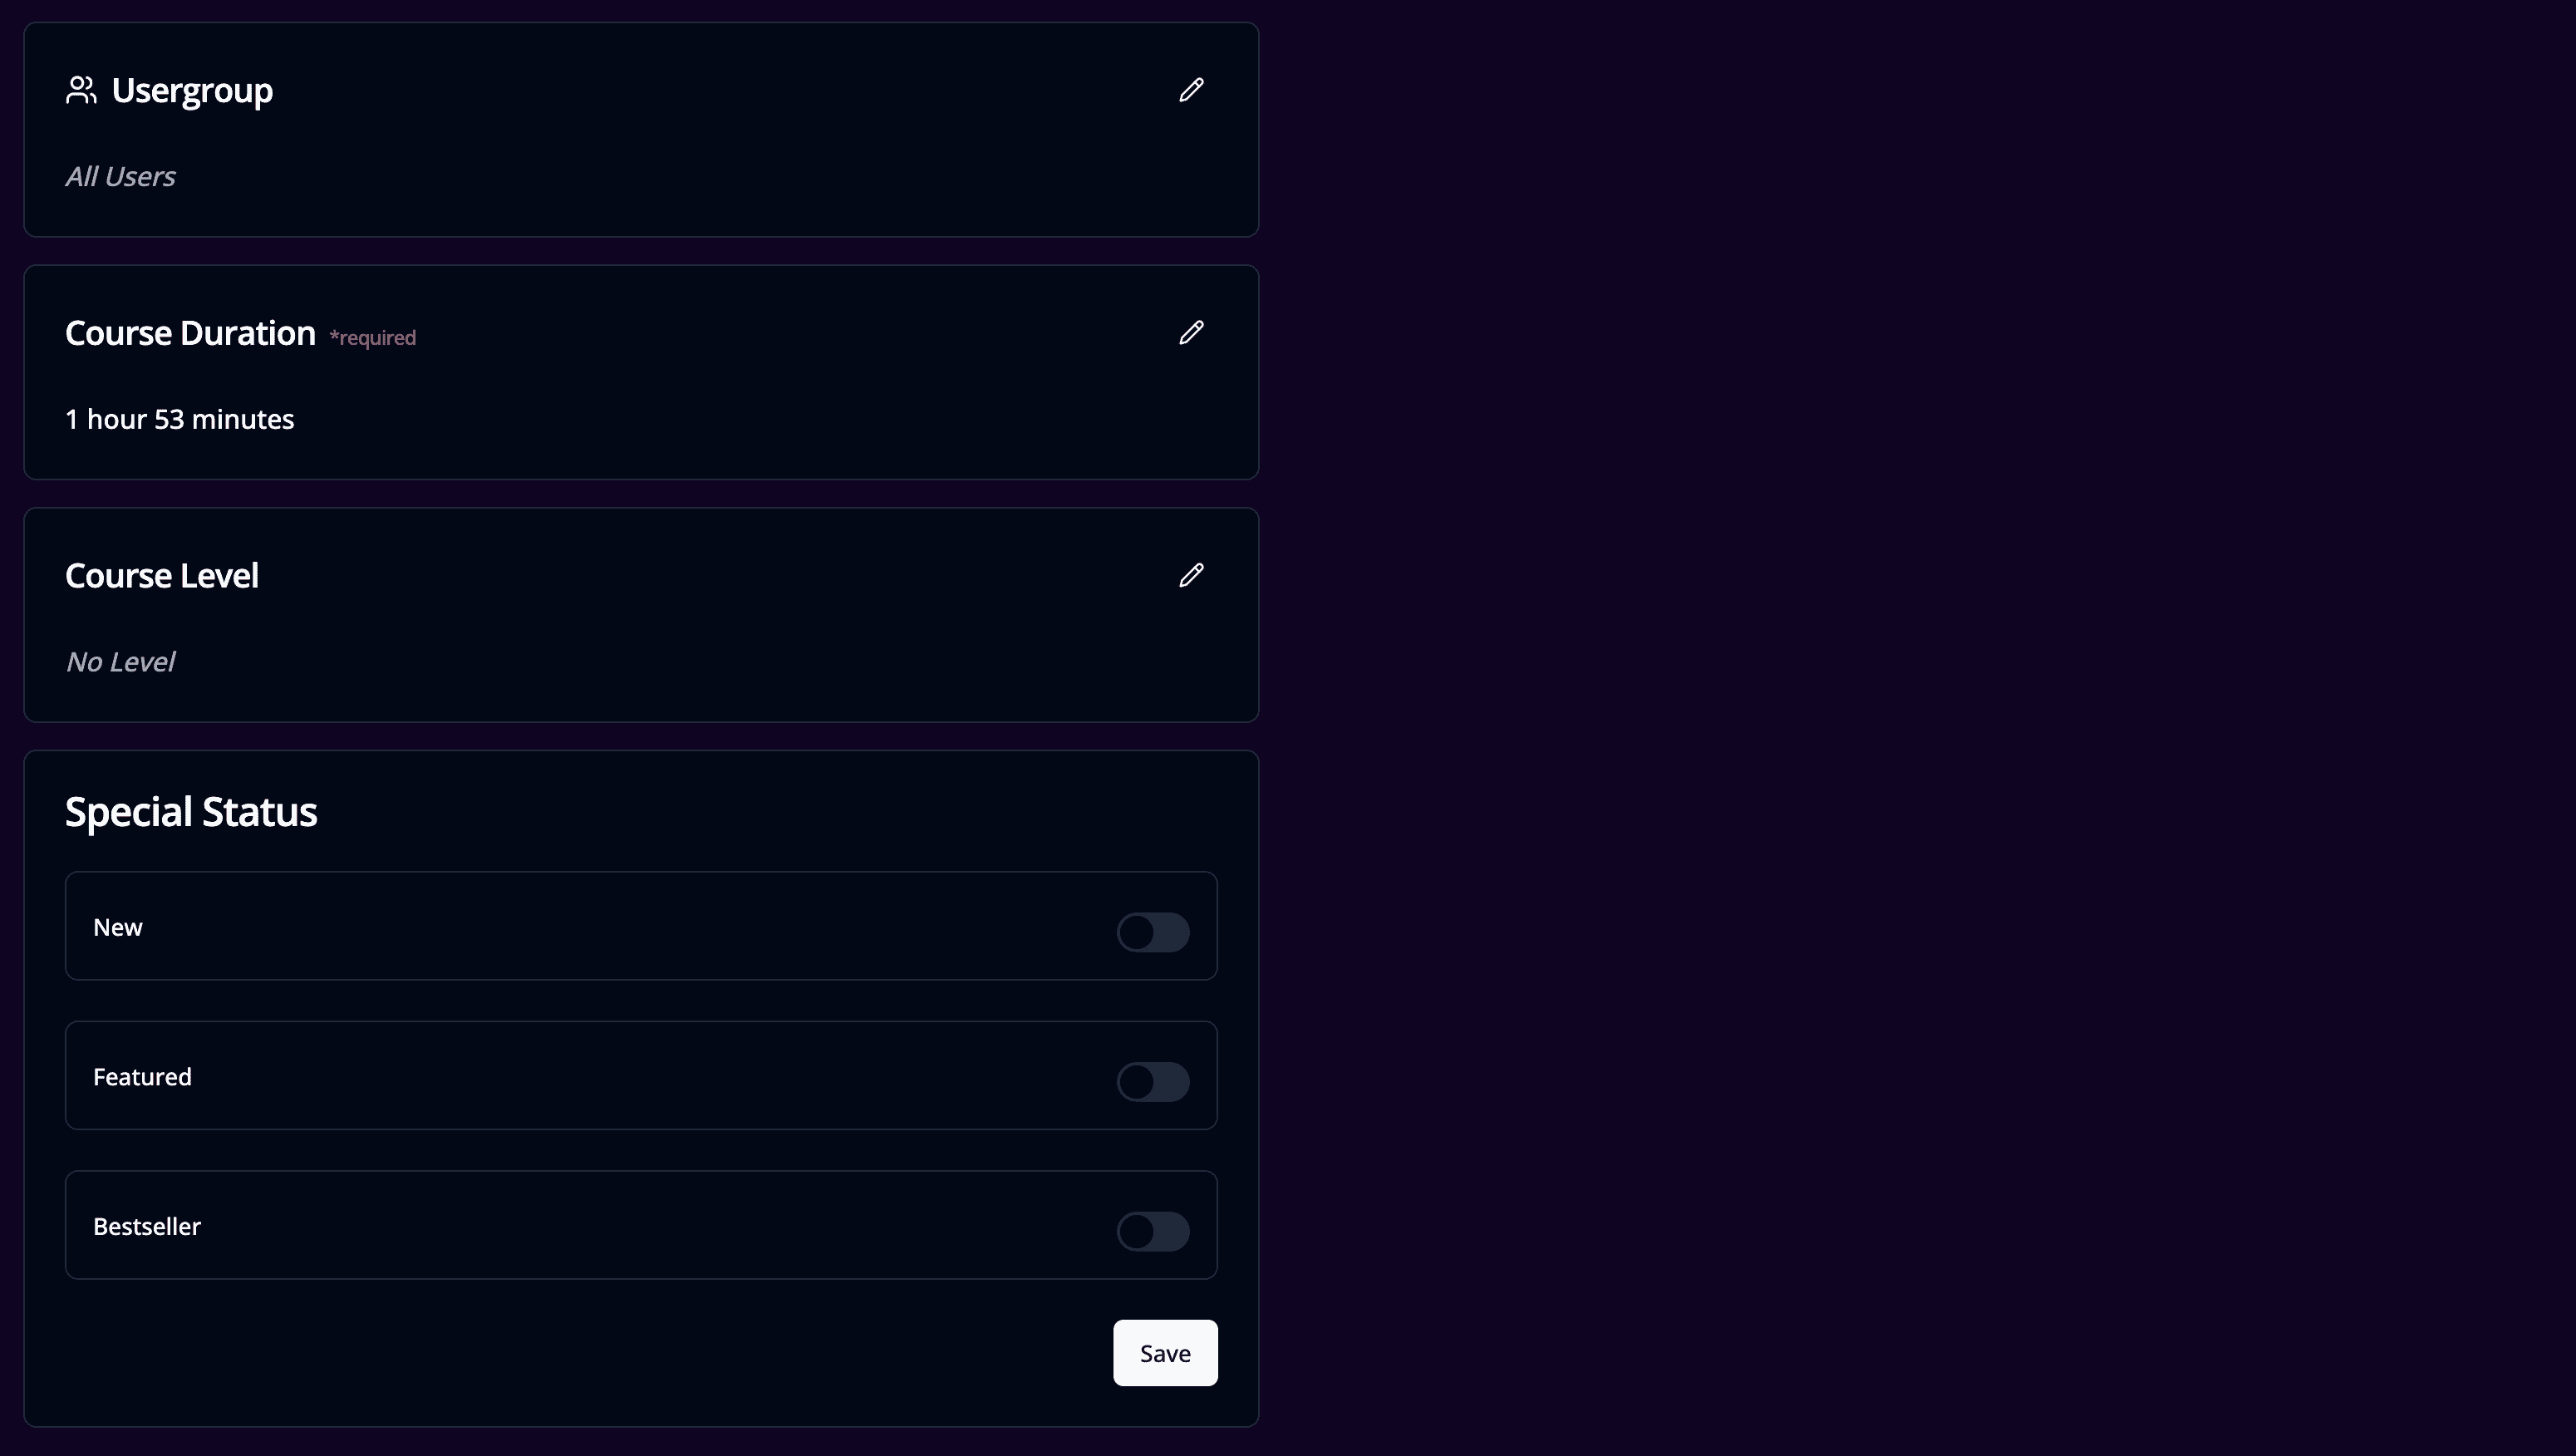 Usergroup
All Users
Course Duration *required
1 hour 53 minutes
Course Level
No Level
Special Status
New
Featured
Bestseller
Save